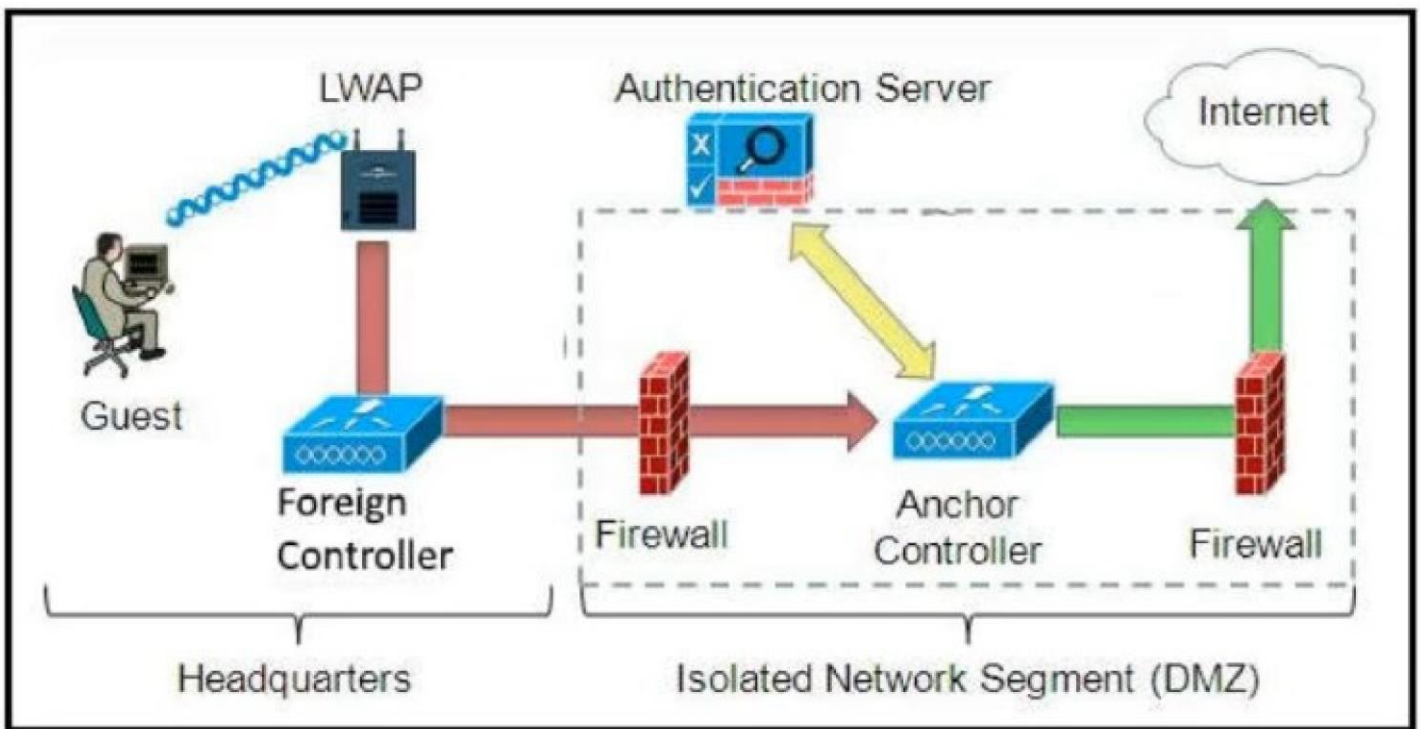 LWAP
Authentication Server
Internet
X
Guest
Foreign
Controller
Firewall
Anchor
Controller
Firewall
Headquarters
Isolated Network Segment (DMZ)